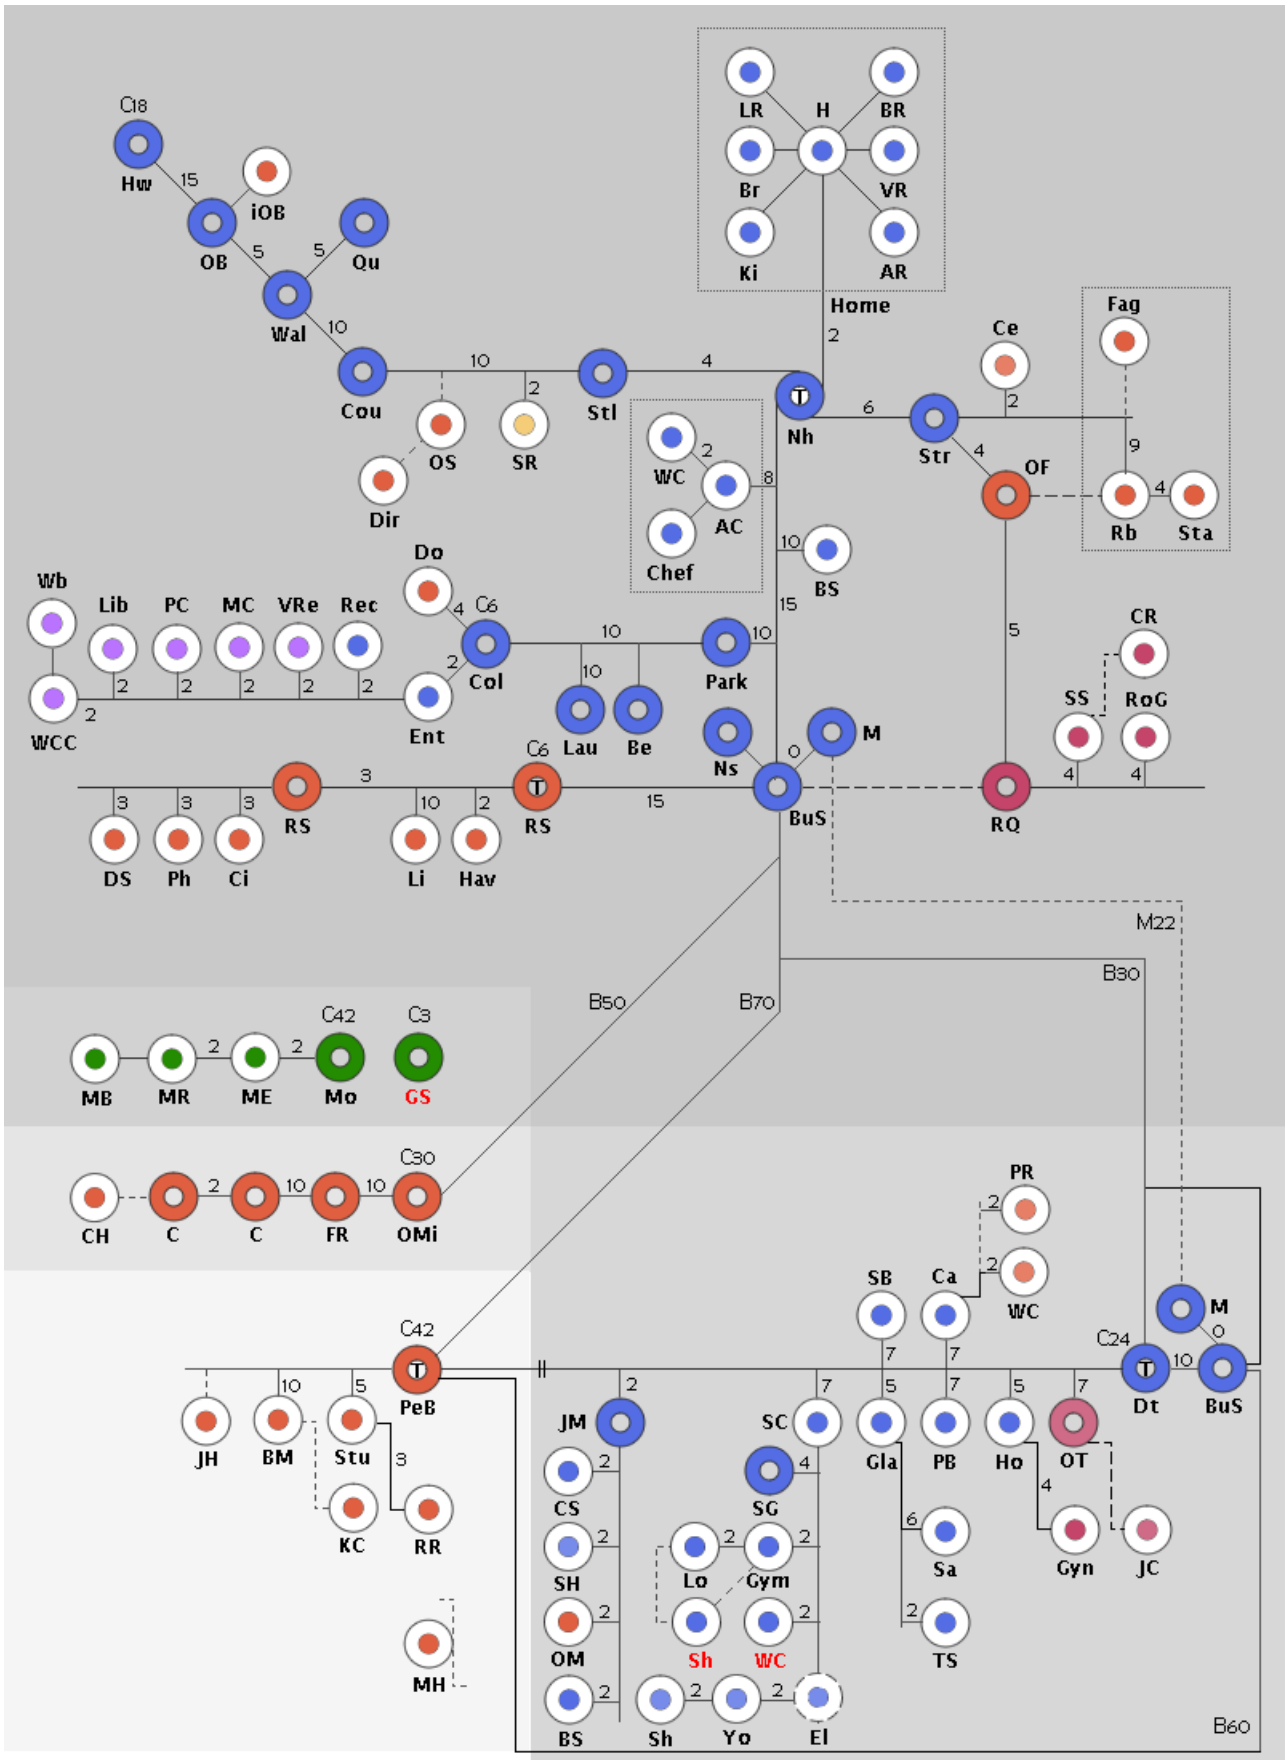 LR H BR
C18
Br VR
15
Hw iOB
OB 5 5 Qu
Ki AR
Wal
Home
Fag
10
2
Ce
10 4
Cou 2 Stl
T
Nh 6 2
Str
OS SR
WC 2
4 9
OF
8
Dir
AC
Rb 4 Sta
Chef
10
BS
Do
Wb
Lib PC MC VRe Rec
4 C6
10 15
10
5
CR
2 2 2 2 2
2
Col
10
Park
SS RoG
2
WCC
Ent
Lau Be
Ns 0 M
C6
3
T
15
4 4
RS
RS
BuS
RQ
3 3 3
10 2
DS Ph Ci
Li Hav
M22
B50 B70 B30
C42 C3
2 2
MB MR ME Mo GS
C30
2 10 10
CH C C FR OMi
PR
2
2
WC
SB Ca
M
C42
7 7
C24
0
T
T
10
PeB
Dt BuS
10 5
2 7 5 7 5 7
JH BM Stu
JM SC Gla PB Ho OT
3
2 4
4
CS SG
KC RR
6
2 2 2
SH Lo Gym
Sa Gyn JC
2 2
2
OM Sh WC
TS
MH
2 2 2
BS Sh Yo El
B60